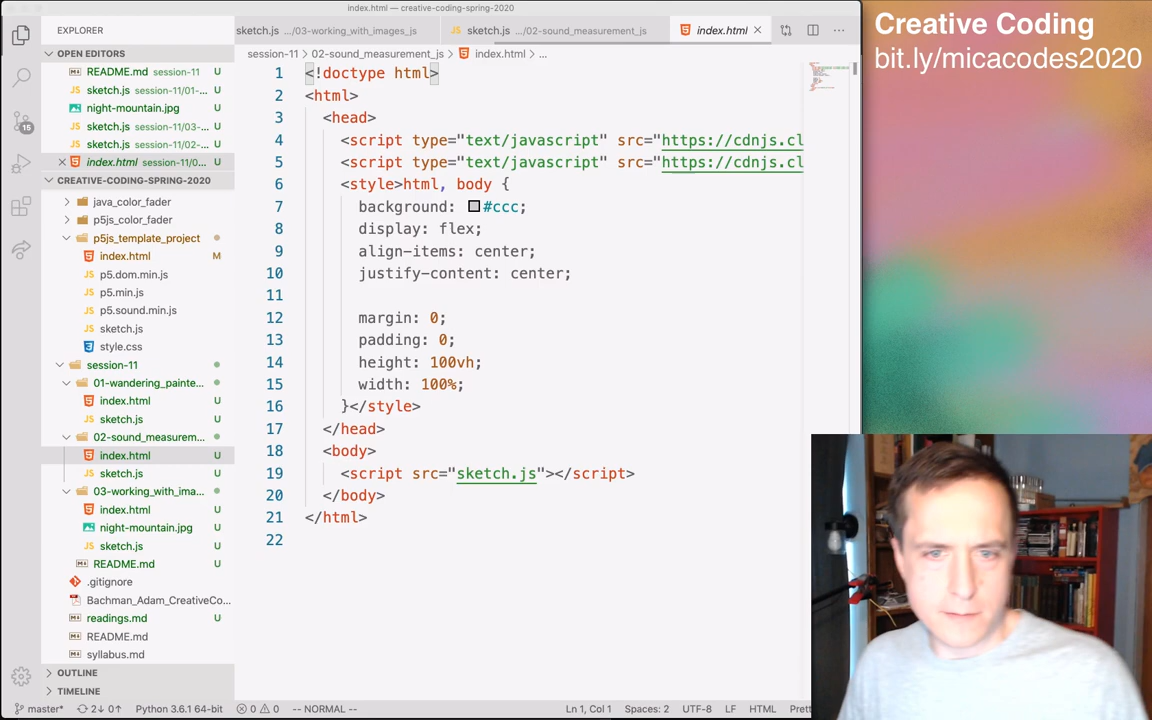 index.html — creative-coding-spring-2020
Creative Coding
bit.ly/micacodes2020
EXPLORER
OPEN EDITORS
README.md session-11 U
sketch.js session-11/01-... U
night-mountain.jpg U
sketch.js session-11/03-... U
sketch.js session-11/02-... U
index.html session-11/0... U
CREATIVE-CODING-SPRING-2020
java_color_fader
p5js_color_fader
p5js_template_project
index.html M
p5.dom.min.js
p5.min.js
p5.sound.min.js
sketch.js
style.css
session-11
01-wandering_painte...
index.html U
sketch.js U
02-sound_measurem...
index.html U
sketch.js U
03-working_with_ima...
index.html U
night-mountain.jpg U
sketch.js U
README.md U
.gitignore
Bachman_Adam_CreativeCo...
readings.md U
README.md
syllabus.md
OUTLINE
TIMELINE
15
sketch.js .../03-working_with_images_js
sketch.js .../02-sound_measurement_js
index.html
session-11 > 02-sound_measurement_js > index.html > ...
1 <!doctype html>
2 <html>
3 <head>
4 <script type="text/javascript" src="https://cdnjs.cl
5 <script type="text/javascript" src="https://cdnjs.cl
6 <style>html, body {
7 background: #ccc;
8 display: flex;
9 align-items: center;
10 justify-content: center;
11
12 margin: 0;
13 padding: 0;
14 height: 100vh;
15 width: 100%;
16 }</style>
17 </head>
18 <body>
19 <script src="sketch.js"></script>
20 </body>
21 </html>
22
master* 2↓ 0↑ Python 3.6.1 64-bit 0 0 -- NORMAL -- Ln 1, Col 1 Spaces: 2 UTF-8 LF HTML Prett